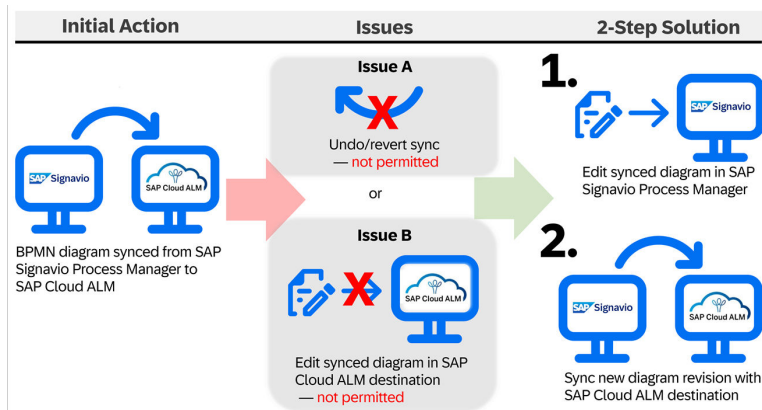 Initial Action
Issues
2-Step Solution
SAP Signavio
SAP Cloud ALM
BPMN diagram synced from SAP
Signavio Process Manager to
SAP Cloud ALM
Issue A
X
Undo/revert sync
— not permitted
or
Issue B
X
SAP Cloud ALM
Edit synced diagram in SAP
Cloud ALM destination
— not permitted
1.
SAP Signavio
Edit synced diagram in SAP
Signavio Process Manager
2.
SAP Signavio
SAP Cloud ALM
Sync new diagram revision with
SAP Cloud ALM destination